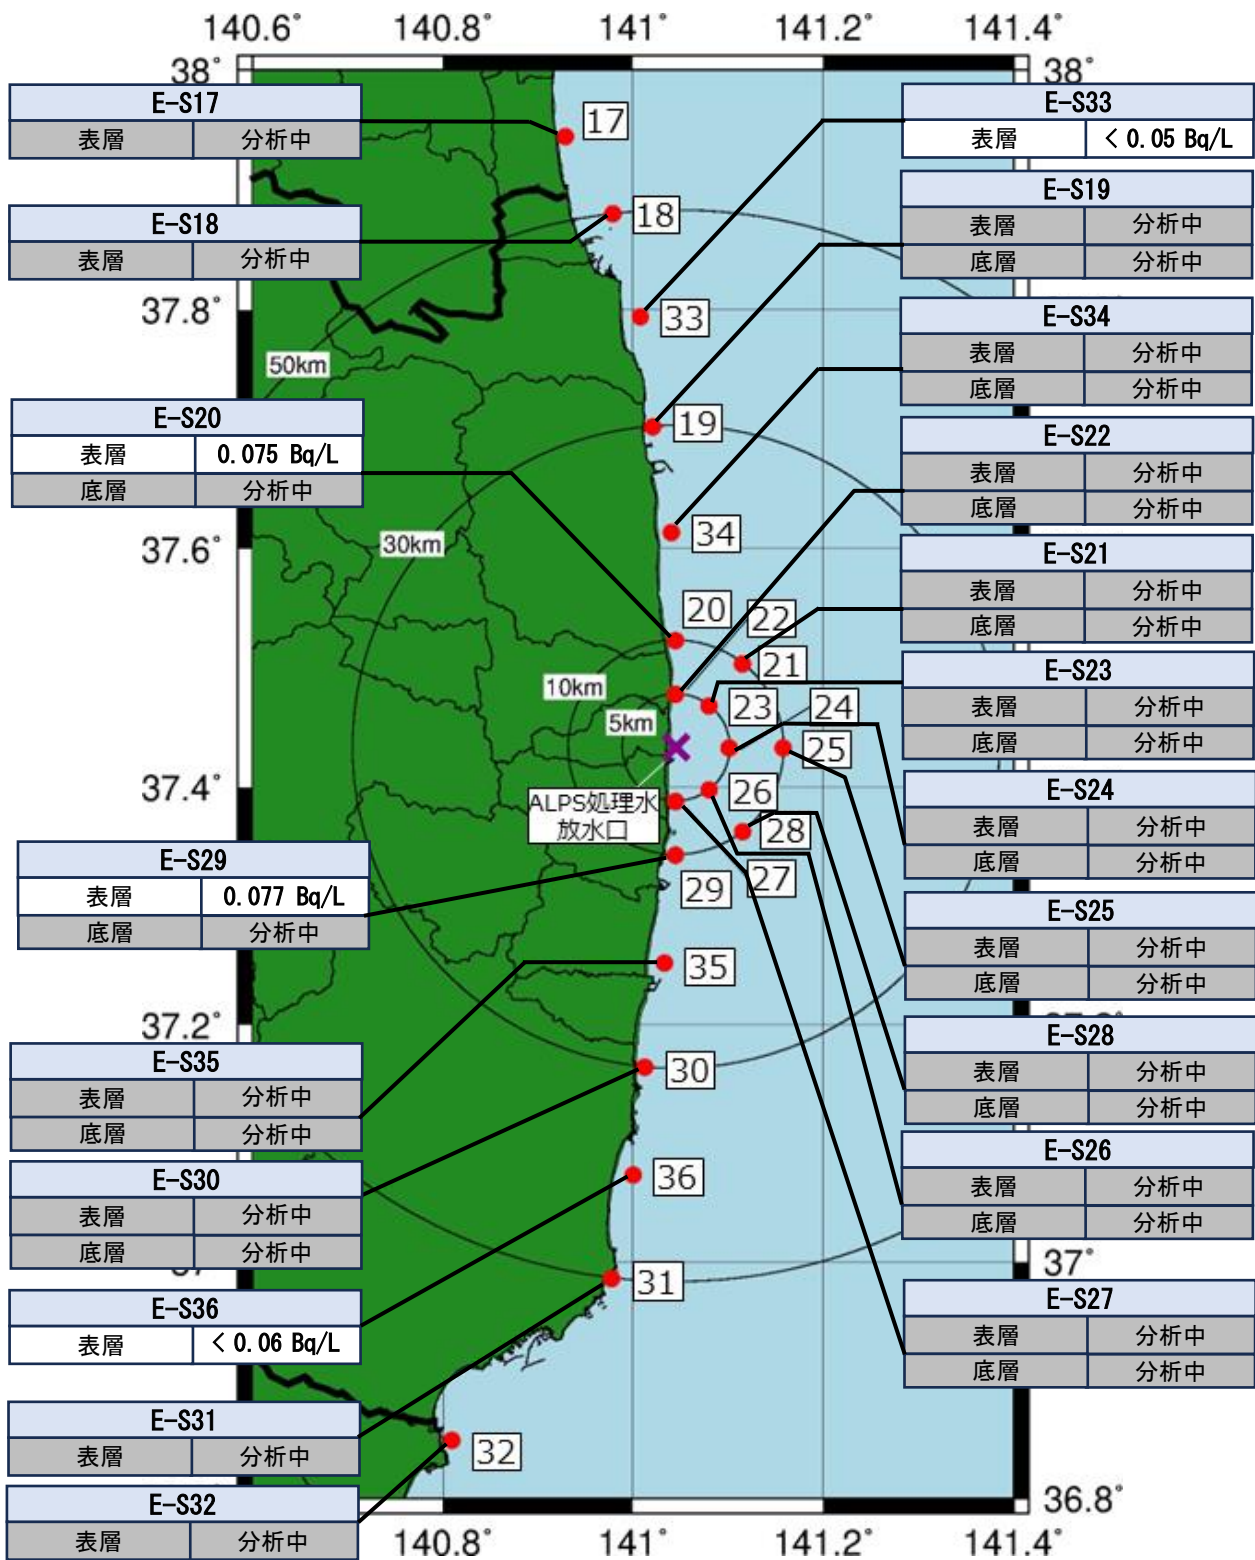 140.6° 140.8° 141° 141.2° 141.4°
38° 38°
E-S17
表層 分析中
E-S18
表層 分析中
E-S20
表層 0.075 Bq/L
底層 分析中
E-S29
表層 0.077 Bq/L
底層 分析中
E-S35
表層 分析中
底層 分析中
E-S30
表層 分析中
底層 分析中
E-S36
表層 < 0.06 Bq/L
E-S31
表層 分析中
E-S32
表層 分析中
37.8°
37.6°
37.4°
37.2°
50km
30km
10km
5km
ALPS処理水
放水口
17
18
33
19
34
20
22
21
23
24
25
26
28
27
29
35
30
36
31
32
E-S33
表層 < 0.05 Bq/L
E-S19
表層 分析中
底層 分析中
E-S34
表層 分析中
底層 分析中
E-S22
表層 分析中
底層 分析中
E-S21
表層 分析中
底層 分析中
E-S23
表層 分析中
底層 分析中
E-S24
表層 分析中
底層 分析中
E-S25
表層 分析中
底層 分析中
E-S28
表層 分析中
底層 分析中
E-S26
表層 分析中
底層 分析中
37°
E-S27
表層 分析中
底層 分析中
36.8°
140.8° 141° 141.2° 141.4°